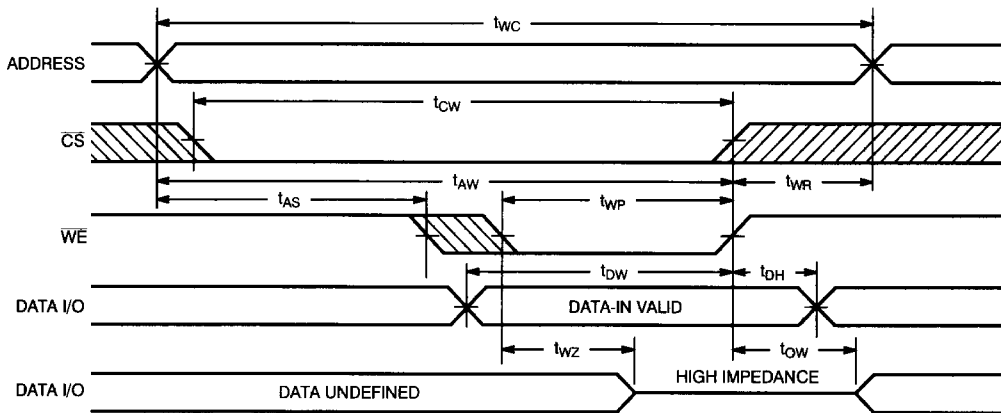 tWC
ADDRESS
tCW
CS
tAW
tAS
tWP
tWR
WE
tDW
tDH
DATA I/O
DATA-IN VALID
tWZ
tOW
DATA I/O
DATA UNDEFINED
HIGH IMPEDANCE